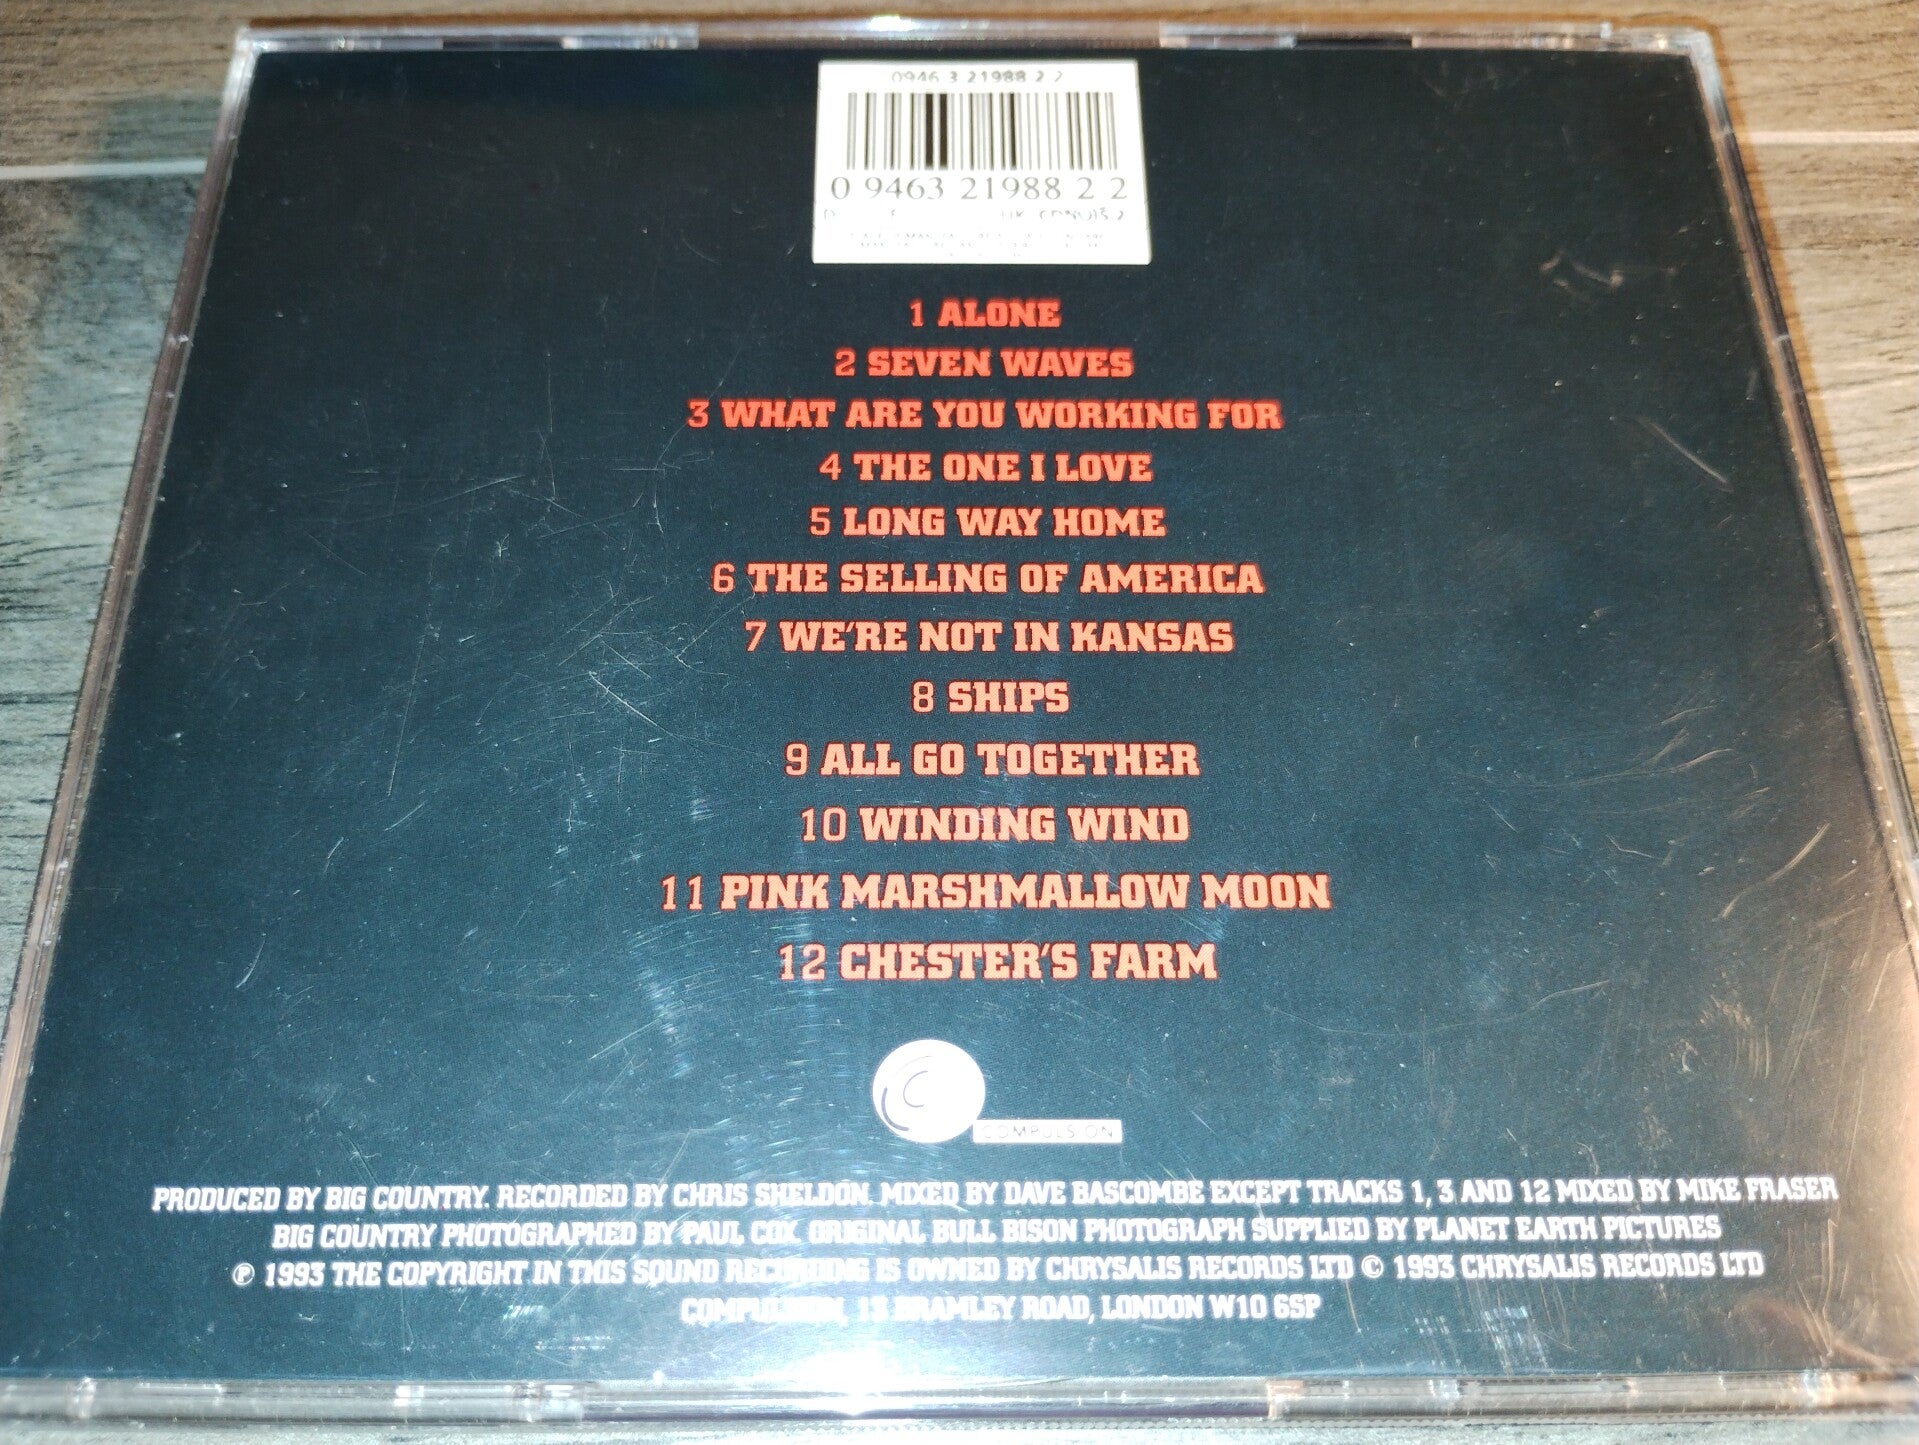 0946 3 21988 2 2
0 9463 21988 2 2
1 ALONE
2 SEVEN WAVES
3 WHAT ARE YOU WORKING FOR
4 THE ONE I LOVE
5 LONG WAY HOME
6 THE SELLING OF AMERICA
7 WE'RE NOT IN KANSAS
8 SHIPS
9 ALL GO TOGETHER
10 WINDING WIND
11 PINK MARSHMALLOW MOON
12 CHESTER'S FARM
COMPULSION
PRODUCED BY BIG COUNTRY. RECORDED BY CHRIS SHELDON. MIXED BY DAVE BASCOMBE EXCEPT TRACKS 1, 3 AND 12 MIXED BY MIKE FRASER
BIG COUNTRY PHOTOGRAPHED BY PAUL COX. ORIGINAL BULL BISON PHOTOGRAPH SUPPLIED BY PLANET EARTH PICTURES
℗ 1993 THE COPYRIGHT IN THIS SOUND RECORDING IS OWNED BY CHRYSALIS RECORDS LTD © 1993 CHRYSALIS RECORDS LTD
COMPULSION, BRAMLEY ROAD, LONDON W10 6SP